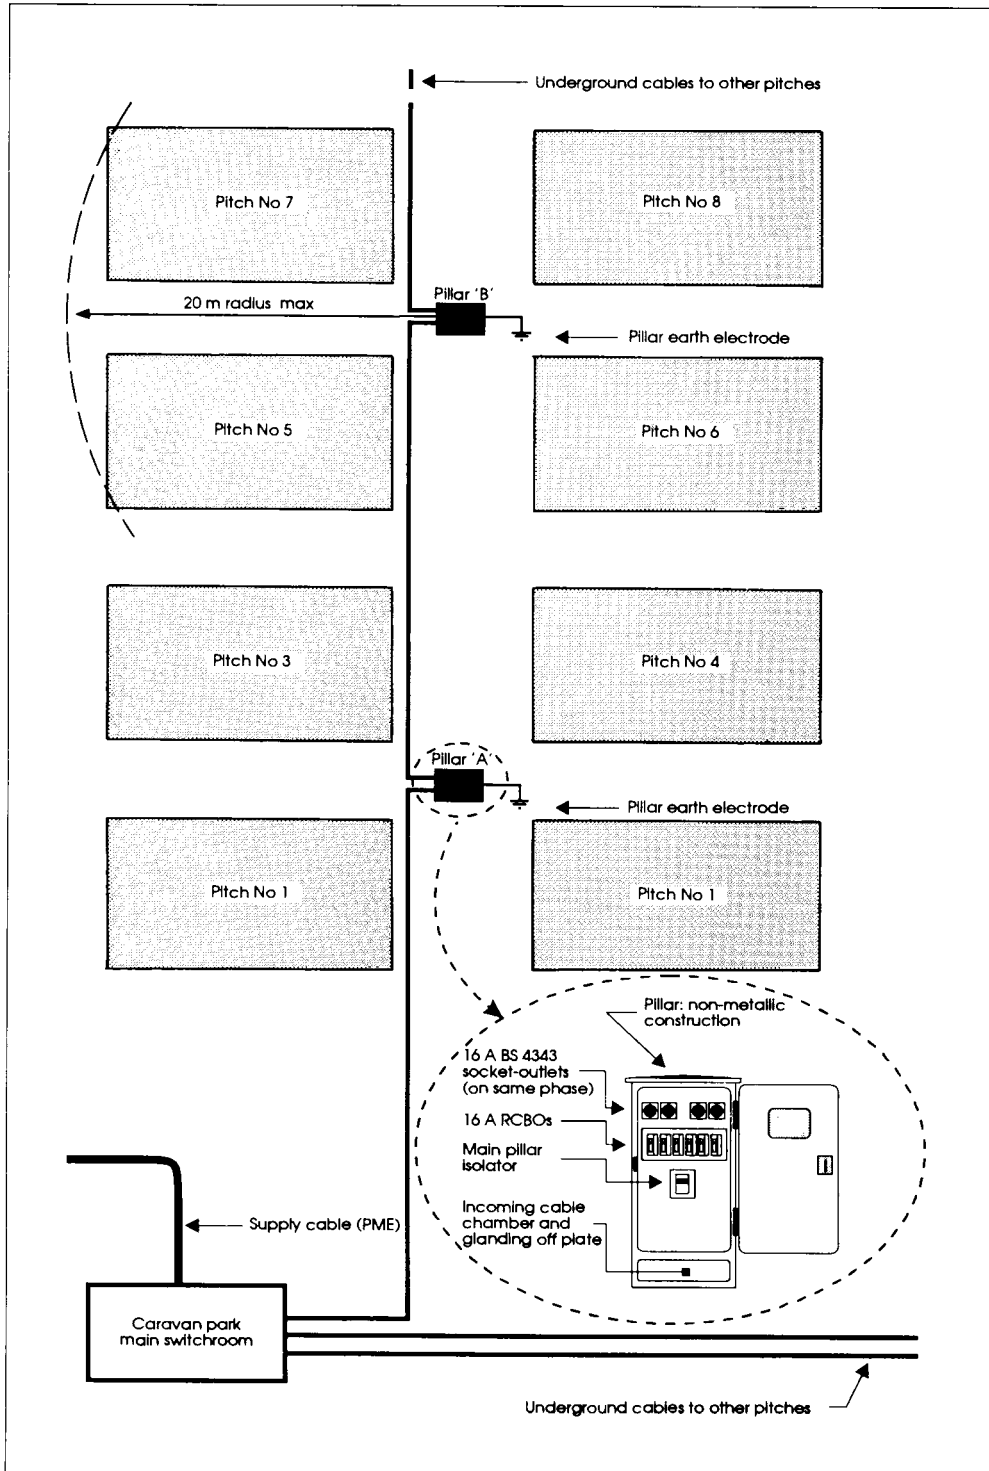 Underground cables to other pitches
Pitch No 7
Pitch No 8
20 m radius max
Pillar 'B'
Pillar earth electrode
Pitch No 5
Pitch No 6
Pitch No 3
Pitch No 4
Pillar 'A'
Pillar earth electrode
Pitch No 1
Pitch No 1
Pillar: non-metallic
construction
16 A BS 4343
socket-outlets
(on same phase)
16 A RCBOs
Main pillar
isolator
Incoming cable
chamber and
glanding off plate
Supply cable (PME)
Caravan park
main switchroom
Underground cables to other pitches